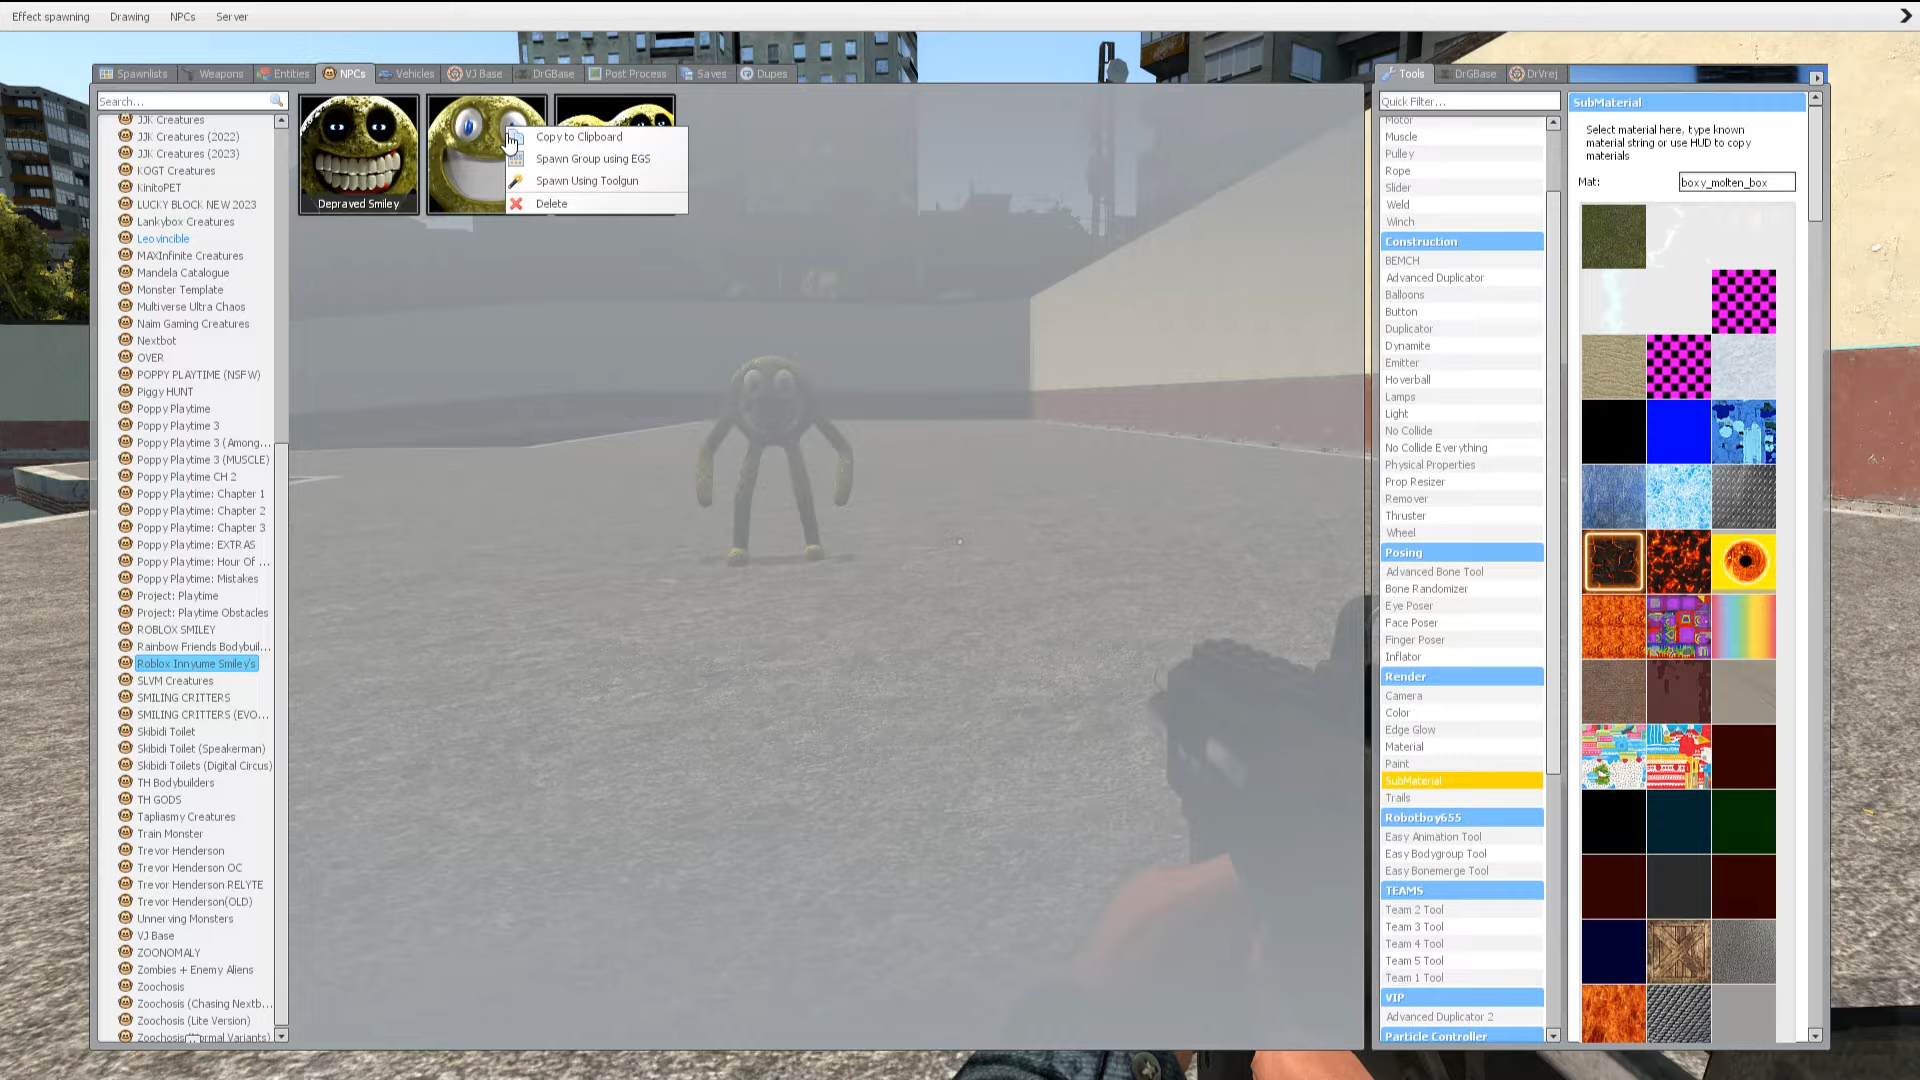 Effect spawning Drawing NPCs Server
Spawnlists Weapons Entities NPCs Vehicles VJ Base DrGBase Post Process Saves Dupes
Search...
JJK Creatures
JJK Creatures (2022)
JJK Creatures (2023)
KOGT Creatures
KinitoPET
LUCKY BLOCK NEW 2023
Lankybox Creatures
Leovincible
MAXInfinite Creatures
Mandela Catalogue
Monster Template
Multiverse Ultra Chaos
Naim Gaming Creatures
Nextbot
OVER
POPPY PLAYTIME (NSFW)
Piggy HUNT
Poppy Playtime
Poppy Playtime 3
Poppy Playtime 3 (Among...
Poppy Playtime 3 (MUSCLE)
Poppy Playtime CH 2
Poppy Playtime: Chapter 1
Poppy Playtime: Chapter 2
Poppy Playtime: Chapter 3
Poppy Playtime: EXTRAS
Poppy Playtime: Hour Of ...
Poppy Playtime: Mistakes
Project: Playtime
Project: Playtime Obstacles
ROBLOX SMILEY
Rainbow Friends Bodybuil...
Roblox Innyume Smiley's
SLVM Creatures
SMILING CRITTERS
SMILING CRITTERS (EVO...
Skibidi Toilet
Skibidi Toilet (Speakerman)
Skibidi Toilets (Digital Circus)
TH Bodybuilders
TH GODS
Tapliasmy Creatures
Train Monster
Trevor Henderson
Trevor Henderson OC
Trevor Henderson RELYTE
Trevor Henderson(OLD)
Unnerving Monsters
VJ Base
ZOONOMALY
Zombies + Enemy Aliens
Zoochosis
Zoochosis (Chasing Nextb...
Zoochosis (Lite Version)
Depraved Smiley
Copy to Clipboard
Spawn Group using EGS
Spawn Using Toolgun
Delete
Tools DrGBase DrVrej
Quick Filter...
Motor
Muscle
Pulley
Rope
Slider
Weld
Winch
Construction
BEMCH
Advanced Duplicator
Balloons
Button
Duplicator
Dynamite
Emitter
Hoverball
Lamps
Light
No Collide
No Collide Everything
Physical Properties
Prop Resizer
Remover
Thruster
Wheel
Posing
Advanced Bone Tool
Bone Randomizer
Eye Poser
Face Poser
Finger Poser
Inflator
Render
Camera
Color
Edge Glow
Material
Paint
SubMaterial
Trails
Robotboy655
Easy Animation Tool
Easy Bodygroup Tool
Easy Bonemerge Tool
TEAMS
Team 2 Tool
Team 3 Tool
Team 4 Tool
Team 5 Tool
Team 1 Tool
VIP
Advanced Duplicator 2
Particle Controller
SubMaterial
Select material here, type known
material string or use HUD to copy
materials
Mat: boxy_molten_box